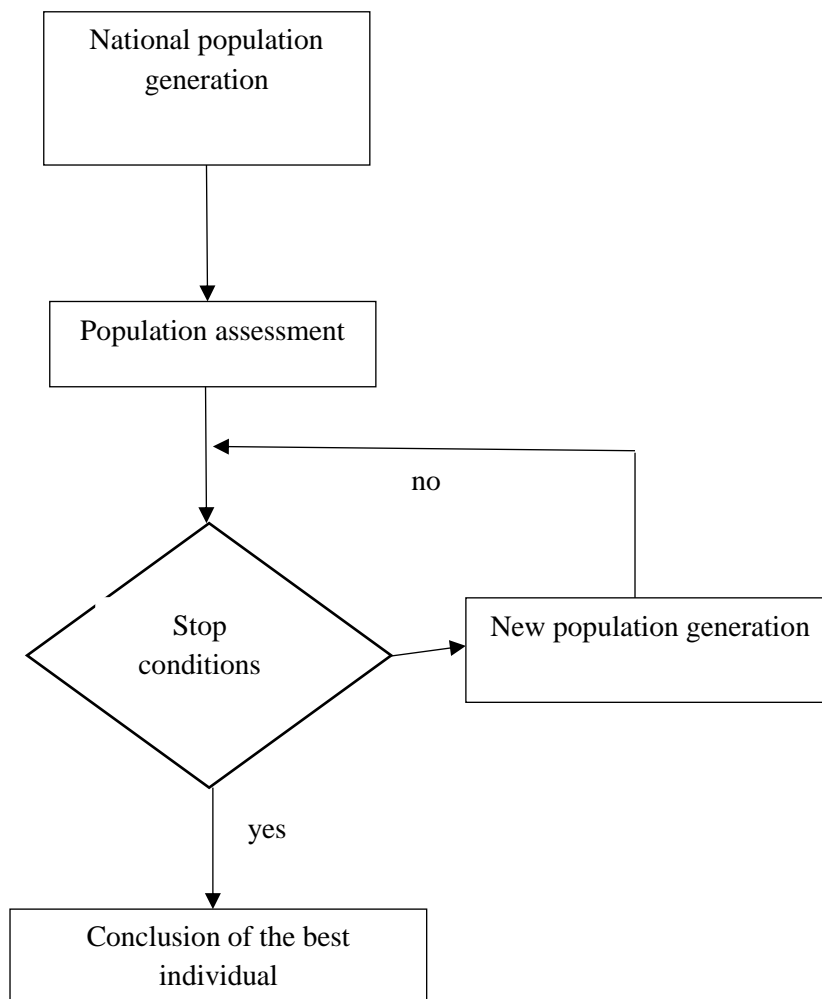 National population
generation
Population assessment
no
Stop
conditions
New population generation
yes
Conclusion of the best
individual